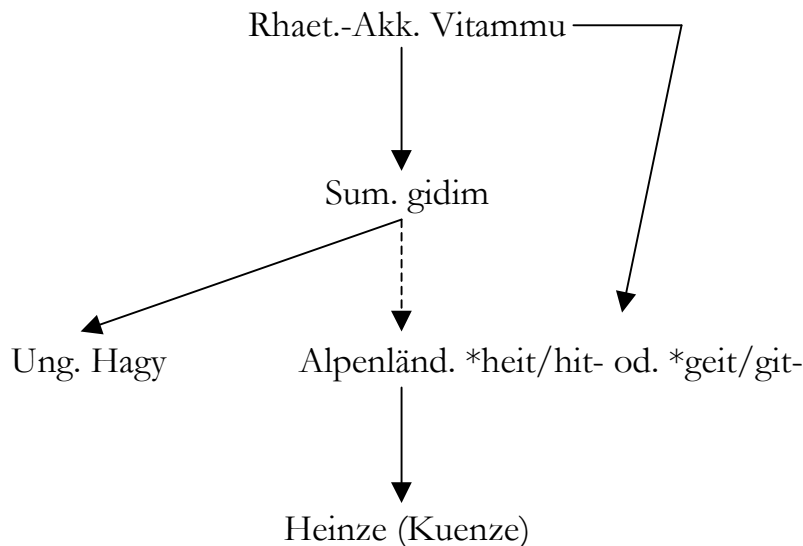 Rhaet.-Akk. Vitammu
Sum. gidim
Ung. Hagy
Alpenländ. *heit/hit- od. *geit/git-
Heinze (Kuenze)